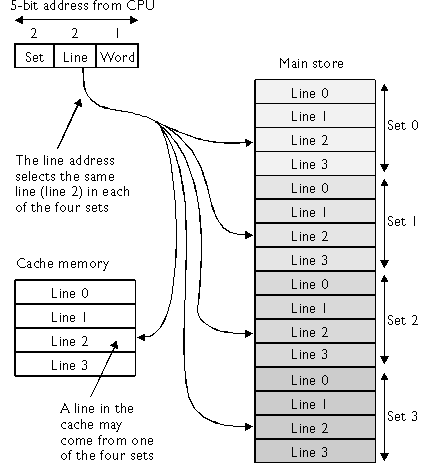 5-bit address from CPU
2 2 1
Set Line Word
The line address
selects the same
line (line 2) in each
of the four sets
Cache memory
Line 0
Line 1
Line 2
Line 3
A line in the
cache may
come from one
of the four sets
Main store
Line 0
Line 1
Line 2
Line 3
Set 0
Line 0
Line 1
Line 2
Line 3
Set 1
Line 0
Line 1
Line 2
Line 3
Set 2
Line 0
Line 1
Line 2
Line 3
Set 3